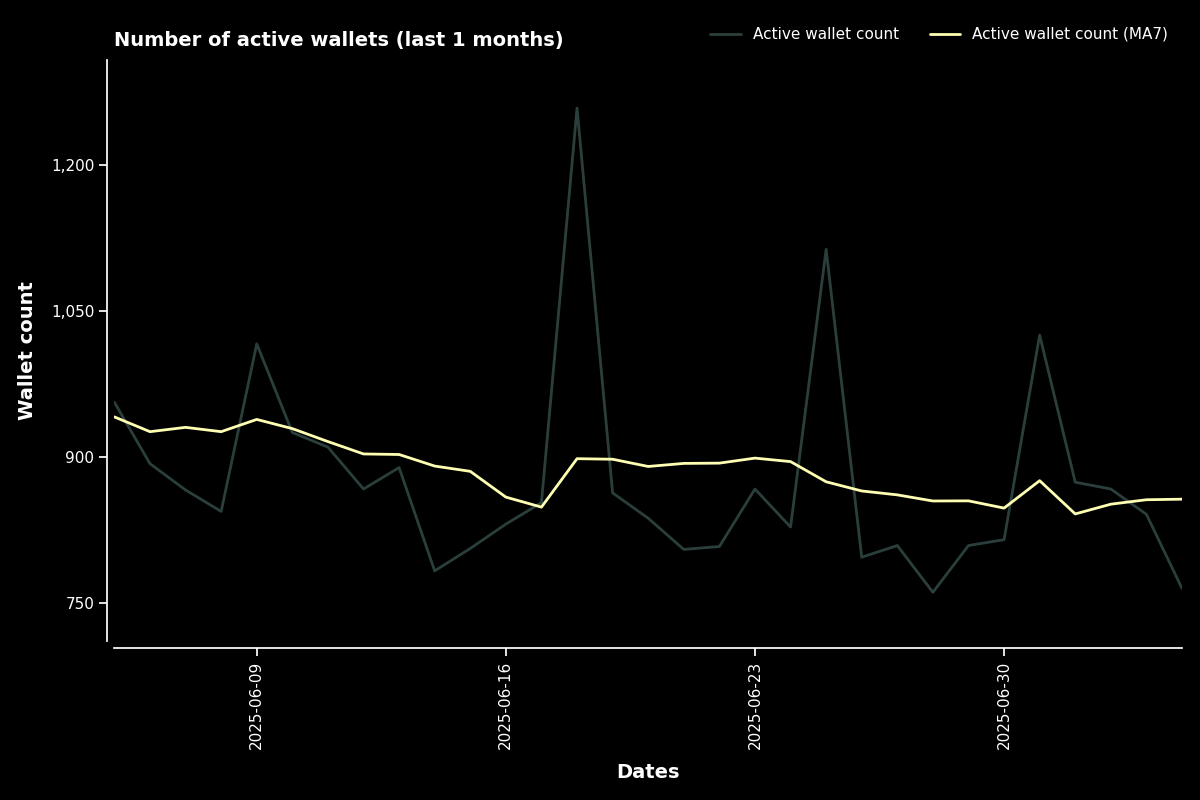 Number of active wallets (last 1 months)
Active wallet count
Active wallet count (MA7)
Wallet count
1,200
1,050
900
750
2025-06-09
2025-06-16
2025-06-23
2025-06-30
Dates